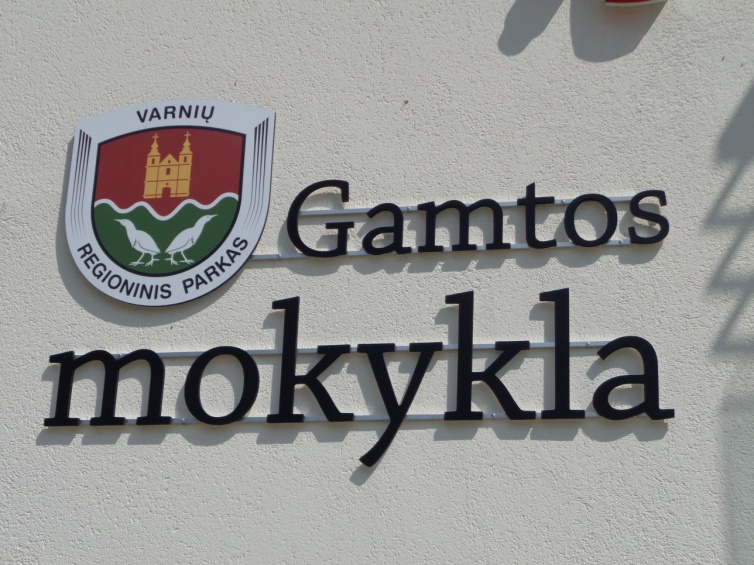 VARNIŲ
REGIONINIS PARKAS
Gamtos
mokykla